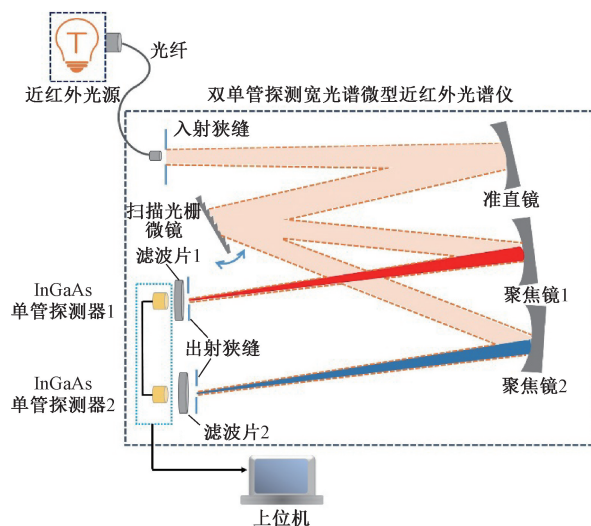 光纤
近红外光源
双单管探测宽光谱微型近红外光谱仪
入射狭缝
准直镜
扫描光栅
微镜
滤波片1
InGaAs
单管探测器1
聚焦镜1
出射狭缝
InGaAs
单管探测器2
聚焦镜2
滤波片2
上位机